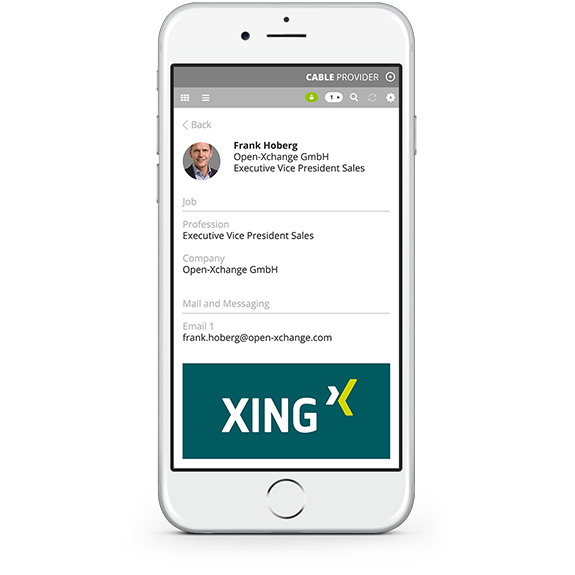 CABLE PROVIDER
1
Back
Frank Hoberg
Open-Xchange GmbH
Executive Vice President Sales
Job
Profession
Executive Vice President Sales
Company
Open-Xchange GmbH
Mail and Messaging
Email 1
frank.hoberg@open-xchange.com
XING